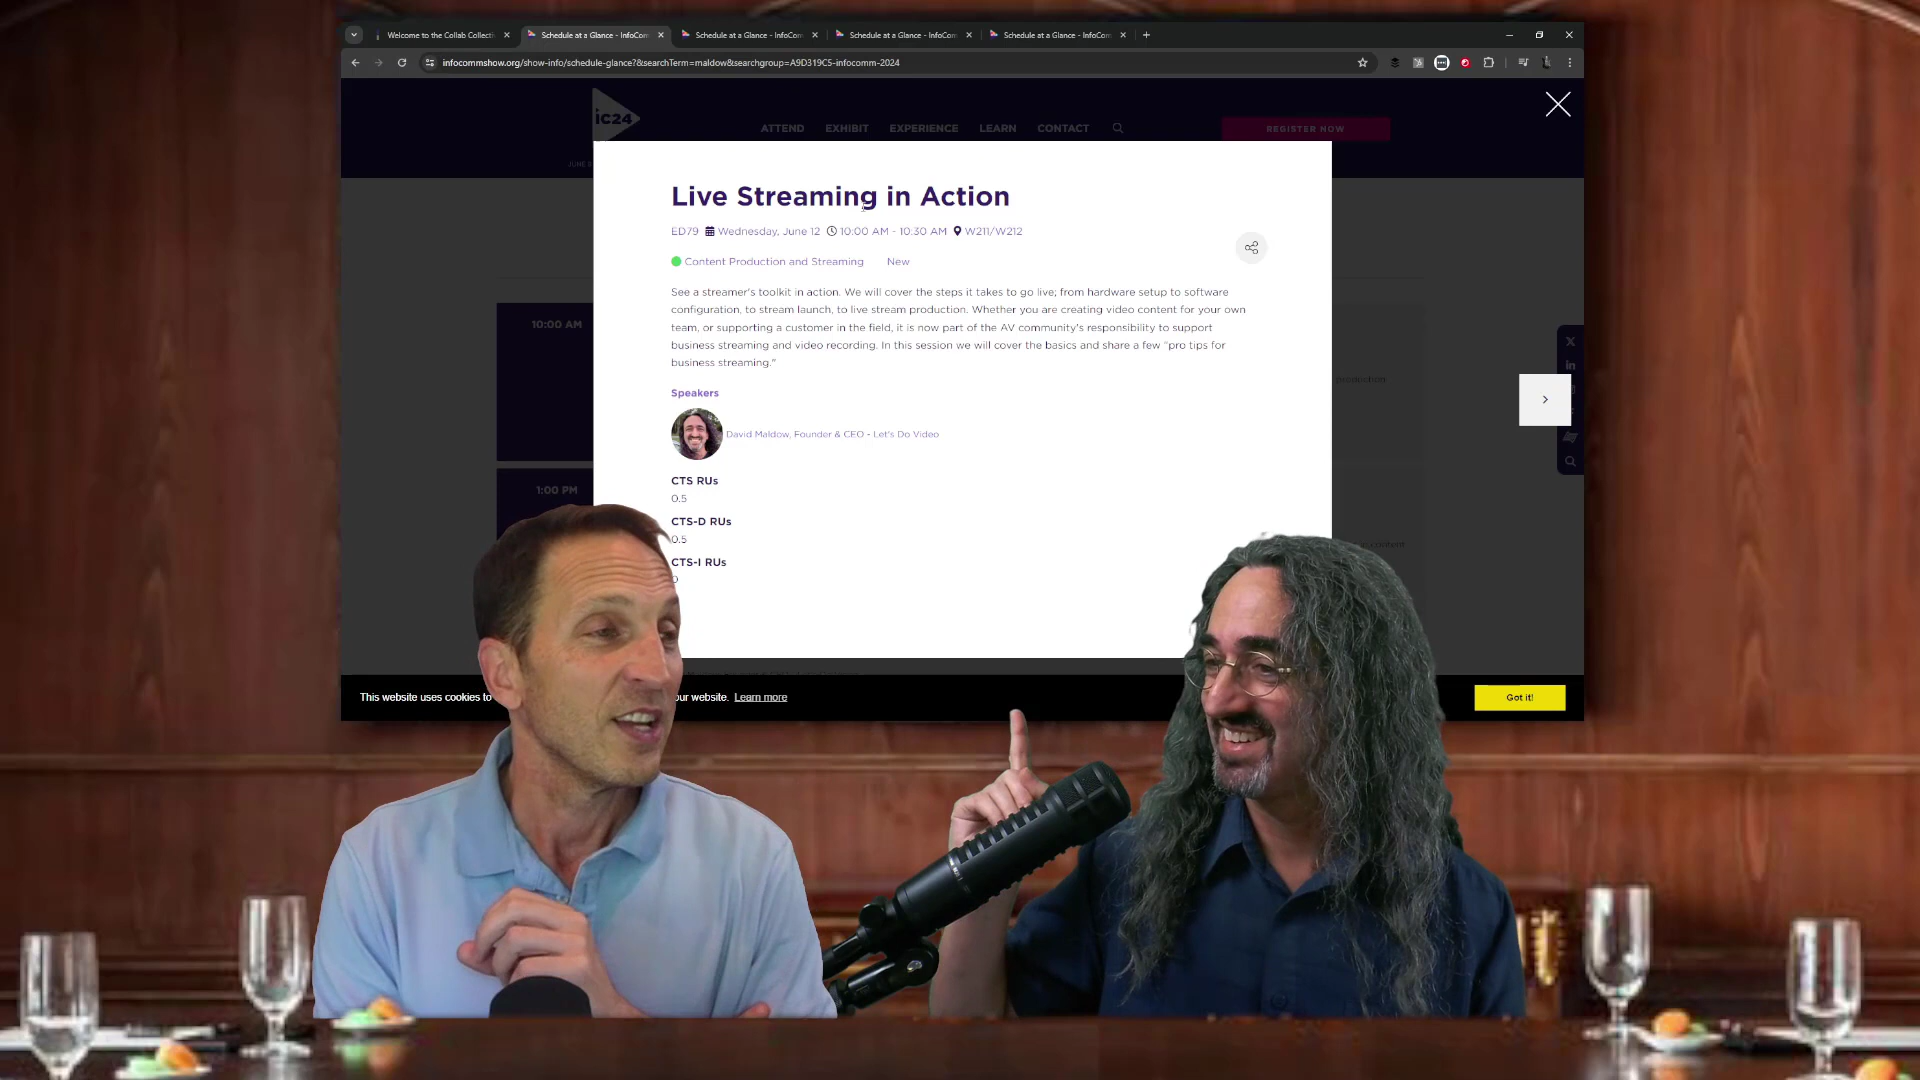 Welcome to the Collab Collecti
Schedule at a Glance - InfoCom
Schedule at a Glance - InfoCom
Schedule at a Glance - InfoCom
Schedule at a Glance - InfoCom
infocommshow.org/show-info/schedule-glance?&searchTerm=maldow&searchgroup=A9D319C5-infocomm-2024
ic24
ATTEND EXHIBIT EXPERIENCE LEARN CONTACT
REGISTER NOW
JUNE
Live Streaming in Action
ED79 Wednesday, June 12 10:00 AM - 10:30 AM W211/W212
Content Production and Streaming New
See a streamer's toolkit in action. We will cover the steps it takes to go live; from hardware setup to software
configuration, to stream launch, to live stream production. Whether you are creating video content for your own
team, or supporting a customer in the field, it is now part of the AV community's responsibility to support
business streaming and video recording. In this session we will cover the basics and share a few "pro tips for
business streaming."
10:00 AM
production
Speakers
David Maldow, Founder & CEO - Let's Do Video
CTS RUs
0.5
1:00 PM
CTS-D RUs
0.5
CTS-I RUs
0
This website uses cookies to our website. Learn more
Got it!